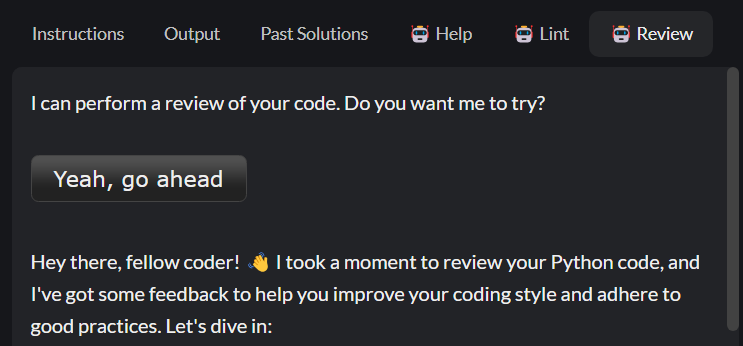 Instructions Output Past Solutions 🤖 Help 🤖 Lint 🤖 Review
I can perform a review of your code. Do you want me to try?
Yeah, go ahead
Hey there, fellow coder! 👋 I took a moment to review your Python code, and
I've got some feedback to help you improve your coding style and adhere to
good practices. Let's dive in: